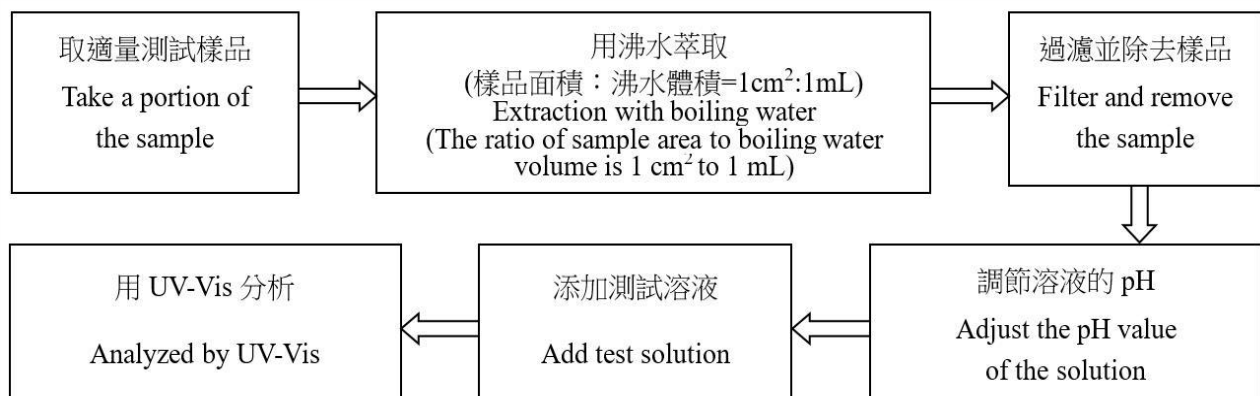 取適量測試樣品
Take a portion of
the sample
用沸水萃取
(樣品面積：沸水體積=1cm²:1mL)
Extraction with boiling water
(The ratio of sample area to boiling water
volume is 1 cm² to 1 mL)
過濾並除去樣品
Filter and remove
the sample
調節溶液的 pH
Adjust the pH value
of the solution
添加測試溶液
Add test solution
用 UV-Vis 分析
Analyzed by UV-Vis